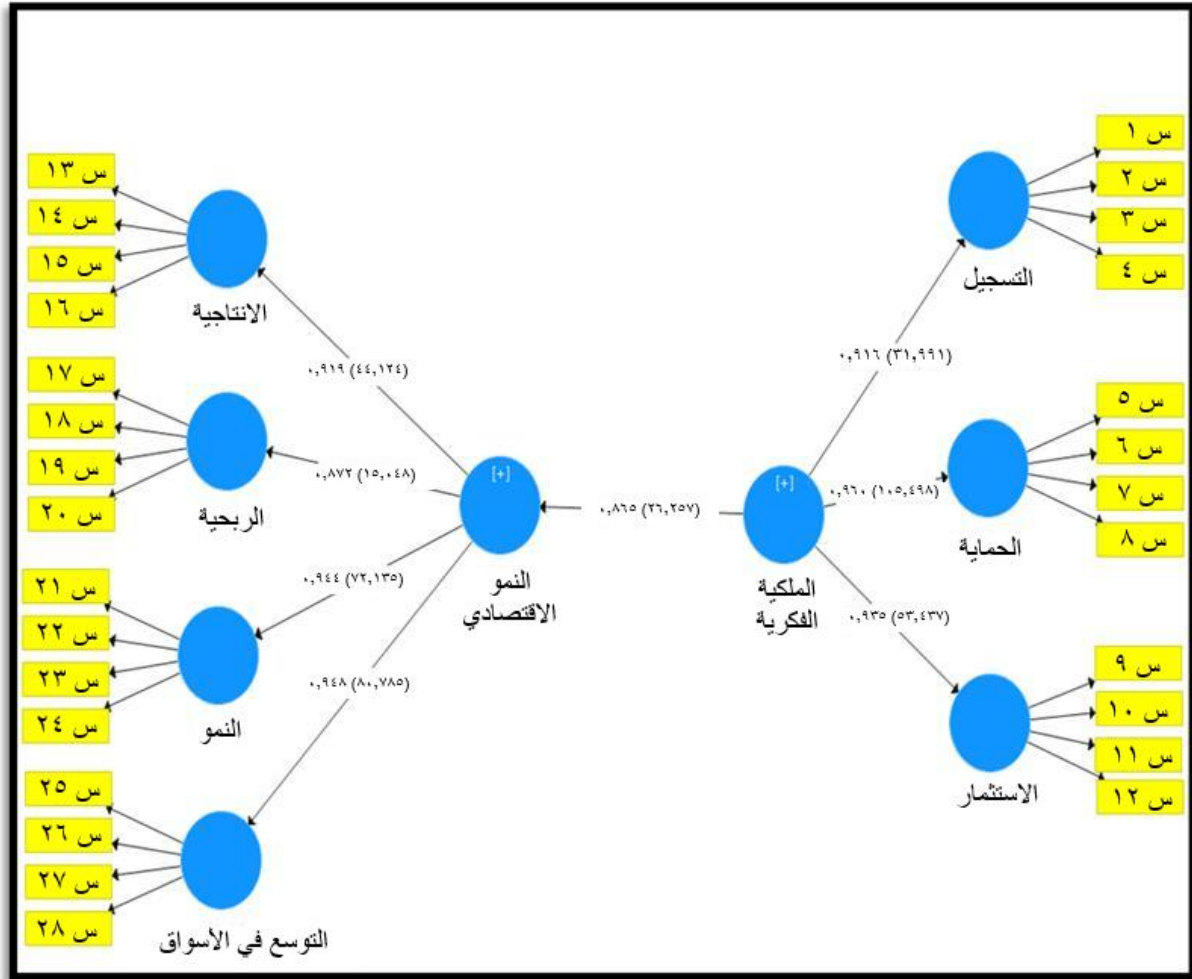 س ١
س ٢
س ٣
س ٤
التسجيل
٠,٩١٦ (٣١,٩٩١)
س ٥
س ٦
س ٧
س ٨
الحماية
٠,٩٦٠ (١٠٥,٤٩٨)
س ٩
س ١٠
س ١١
س ١٢
الاستثمار
٠,٩٣٥ (٥٣,٤٣٧)
[+]
الملكية
الفكرية
٠,٨٦٥ (٢٦,٢٥٧)
[+]
النمو
الاقتصادي
٠,٩١٩ (٤٤,١٢٤)
٠,٨٧٢ (١٥,٠٤٨)
٠,٩٤٤ (٧٢,١٣٥)
٠,٩٤٨ (٨٠,٧٨٥)
س ١٣
س ١٤
س ١٥
س ١٦
الانتاجية
س ١٧
س ١٨
س ١٩
س ٢٠
الربحية
س ٢١
س ٢٢
س ٢٣
س ٢٤
النمو
س ٢٥
س ٢٦
س ٢٧
س ٢٨
التوسع في الأسواق